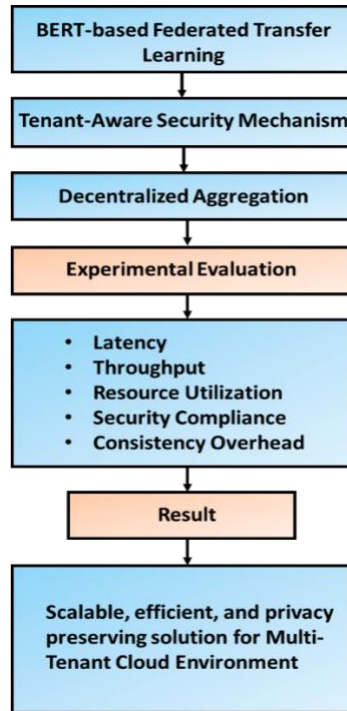 BERT-based Federated Transfer
Learning
Tenant-Aware Security Mechanism
Decentralized Aggregation
Experimental Evaluation
• Latency
• Throughput
• Resource Utilization
• Security Compliance
• Consistency Overhead
Result
Scalable, efficient, and privacy
preserving solution for Multi-
Tenant Cloud Environment